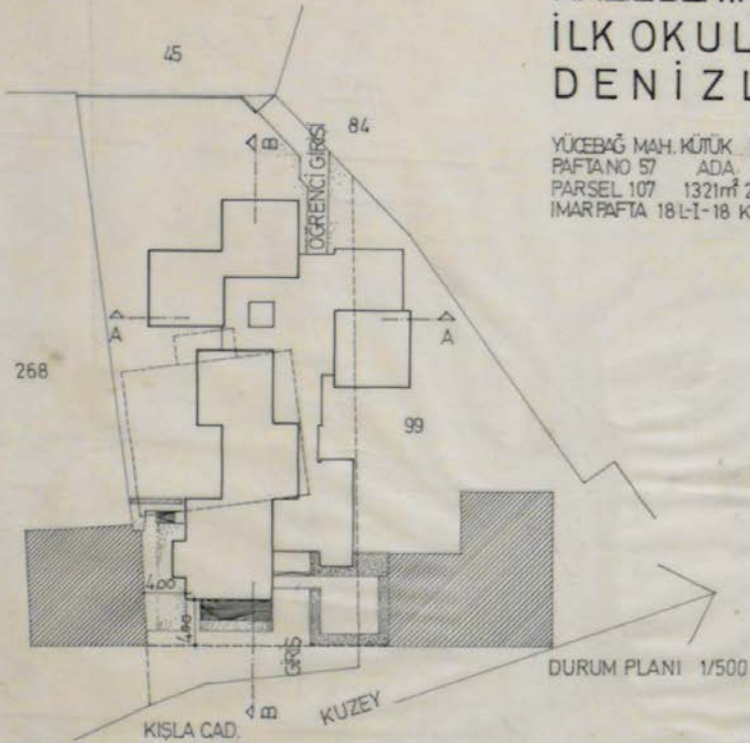 İLK OKUL
DENİZL
YÜCEBAĞ MAH. KÜTÜK
PAFTA NO 57 ADA
PARSEL 107 1321m² 2
İMAR PAFTA 18 L-I-18 K
45
84
B
ÖĞRENCİ GİRİŞİ
A
A
268
99
4.00
GİRİŞ
B
KUZEY
KIŞLA CAD.
DURUM PLANI 1/500